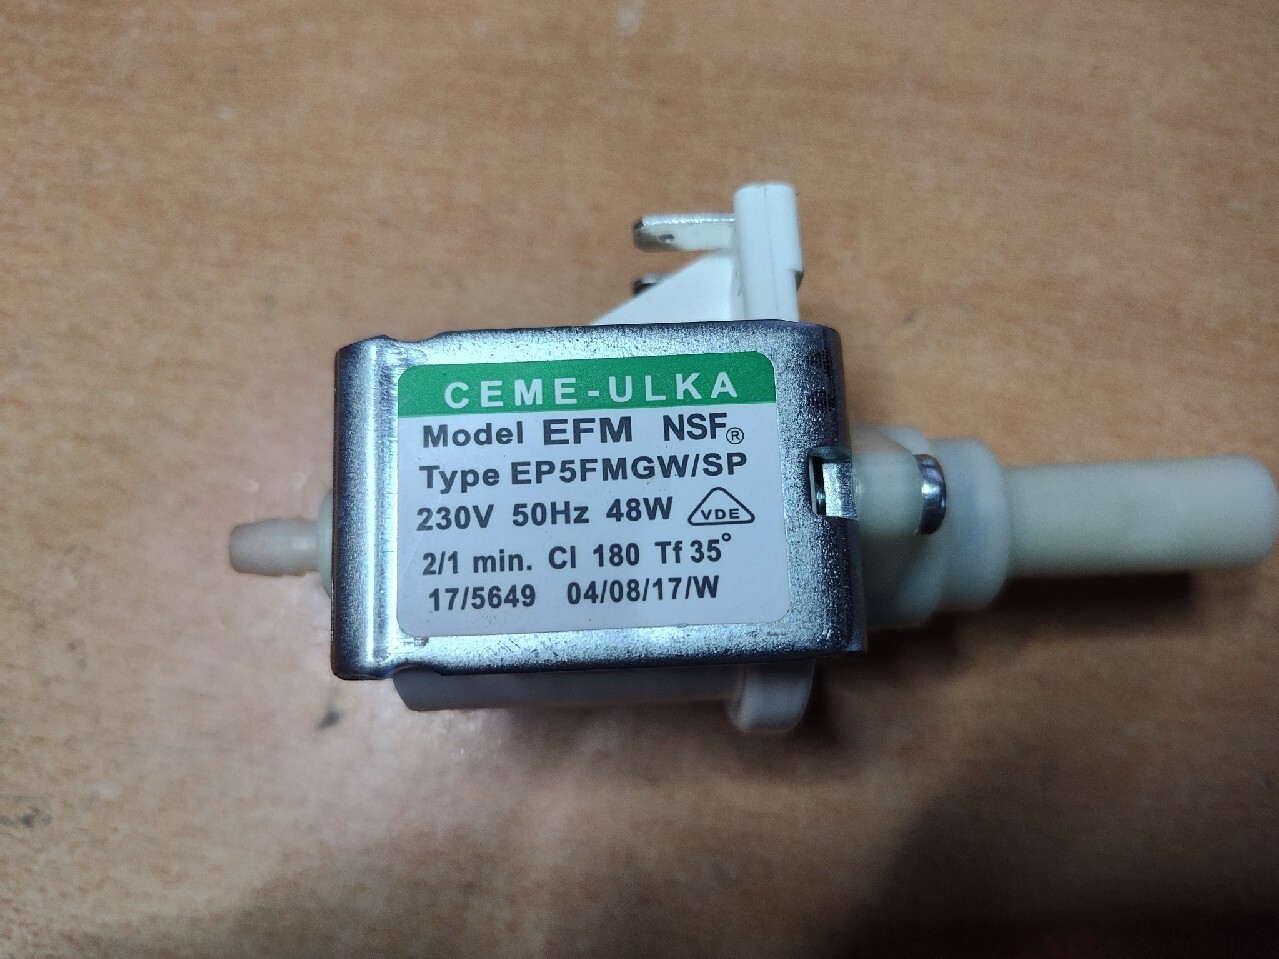 CEME-ULKA
Model EFM NSF®
Type EP5FMGW/SP
230V 50Hz 48W VDE
2/1 min. Cl 180 Tf 35°
17/5649 04/08/17/W